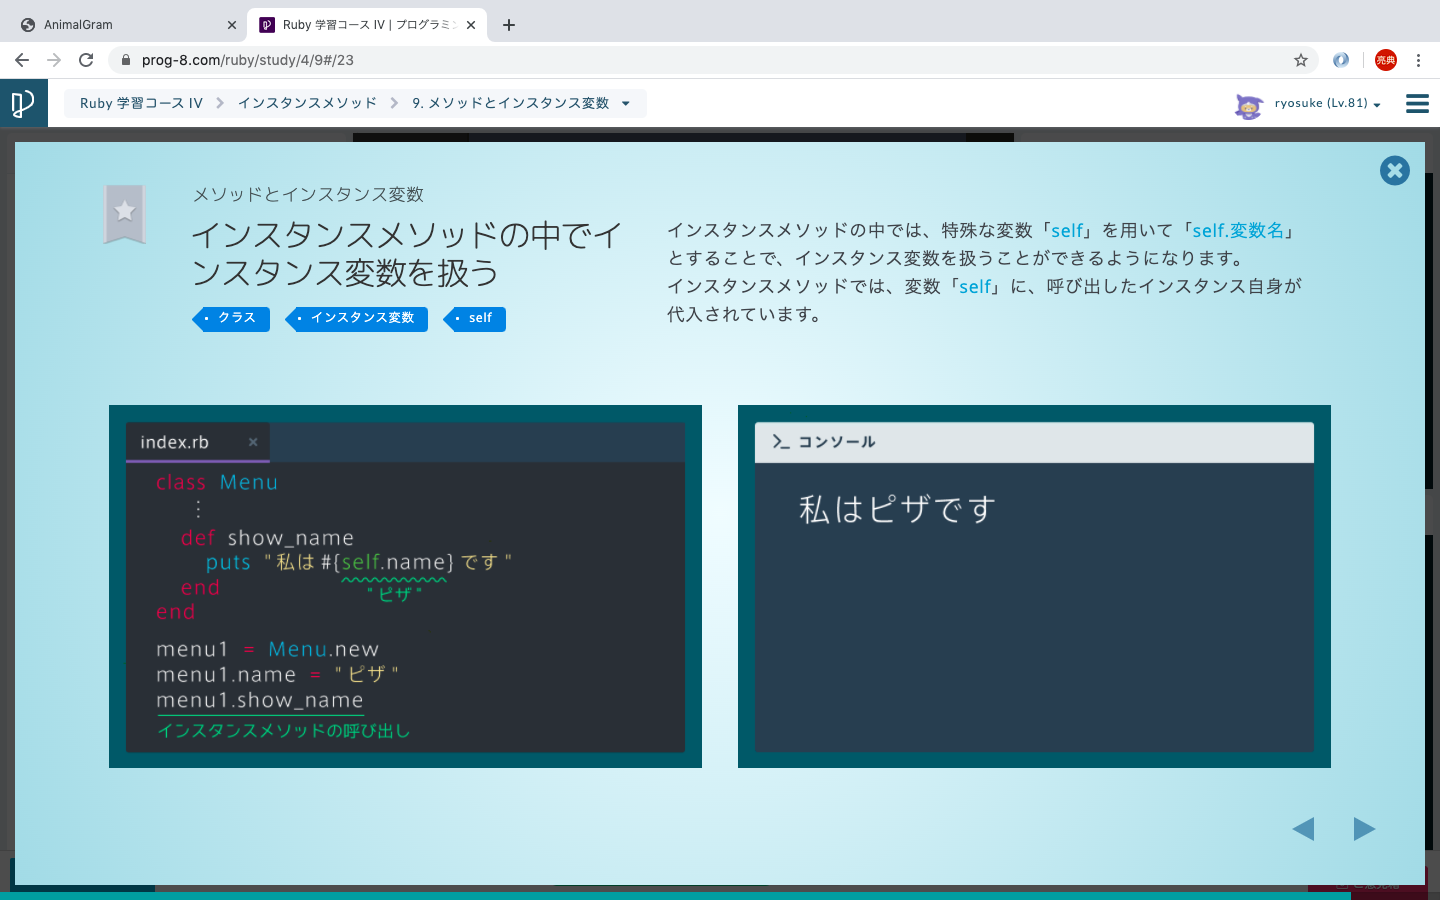 AnimalGram
Ruby 学習コース IV | プログラミン
prog-8.com/ruby/study/4/9#/23
亮典
Ruby 学習コース IV
インスタンスメソッド
9. メソッドとインスタンス変数
ryosuke (Lv.81)
メソッドとインスタンス変数
インスタンスメソッドの中でイ
ンスタンス変数を扱う
クラス
インスタンス変数
self
インスタンスメソッドの中では、特殊な変数「self」を用いて「self.変数名」
とすることで、インスタンス変数を扱うことができるようになります。
インスタンスメソッドでは、変数「self」に、呼び出したインスタンス自身が
代入されています。
index.rb
class Menu
⋮
def show_name
puts "私は #{self.name} です"
"ピザ"
end
end
menu1 = Menu.new
menu1.name = "ピザ"
menu1.show_name
インスタンスメソッドの呼び出し
コンソール
私はピザです